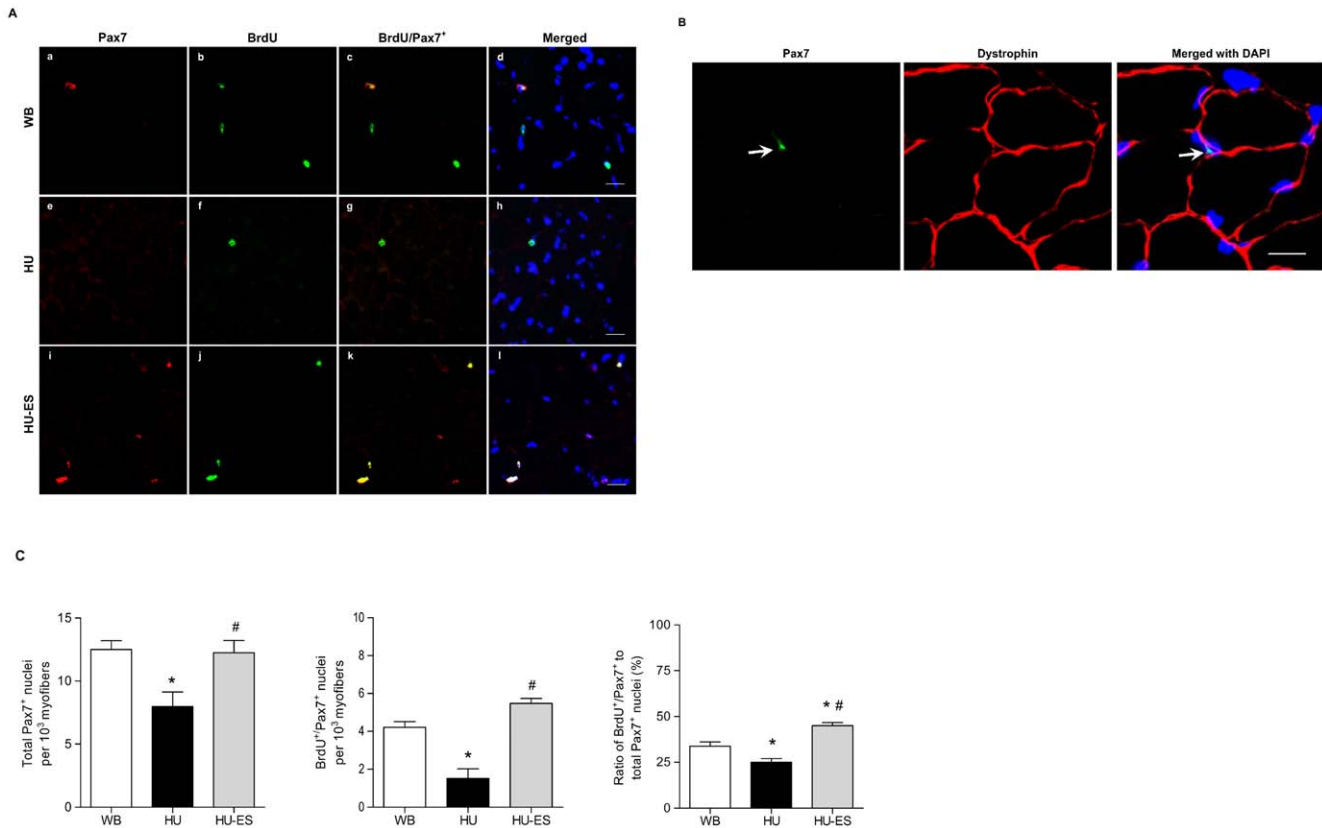 A
Pax7 BrdU BrdU/Pax7⁺ Merged
WB
a b c d
HU
e f g h
HU-ES
i j k l
B
Pax7 Dystrophin Merged with DAPI
C
Total Pax7⁺ nuclei
per 10³ myofibers
15
10
5
0
*
#
WB HU HU-ES
BrdU⁺/Pax7⁺ nuclei
per 10³ myofibers
10
8
6
4
2
0
*
#
WB HU HU-ES
Ratio of BrdU⁺/Pax7⁺ to
total Pax7⁺ nuclei (%)
100
75
50
25
0
*
* #
WB HU HU-ES